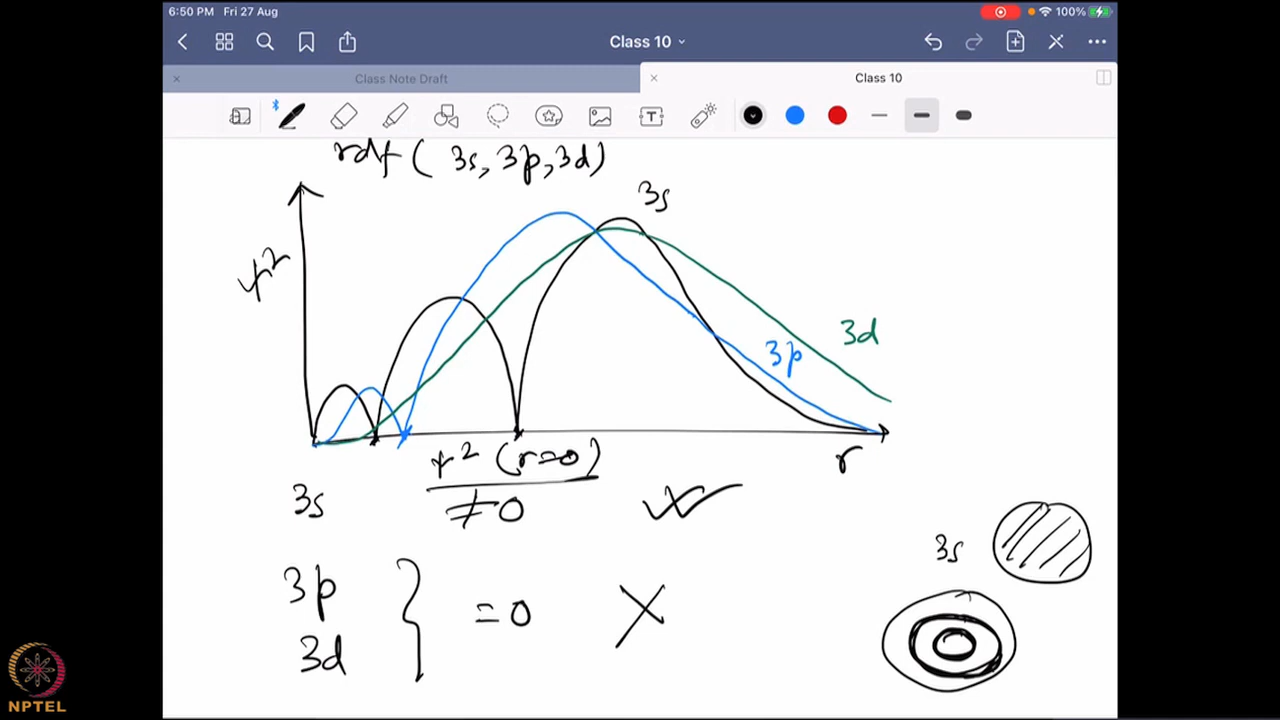 6:50 PM Fri 27 Aug
100%
Class 10
Class Note Draft
Class 10
T
rdf ( 3s, 3p, 3d)
3s
ψ²
3d
3p
r
ψ² (r=0)
3s ≠0
3s
3p
= 0
3d
NPTEL